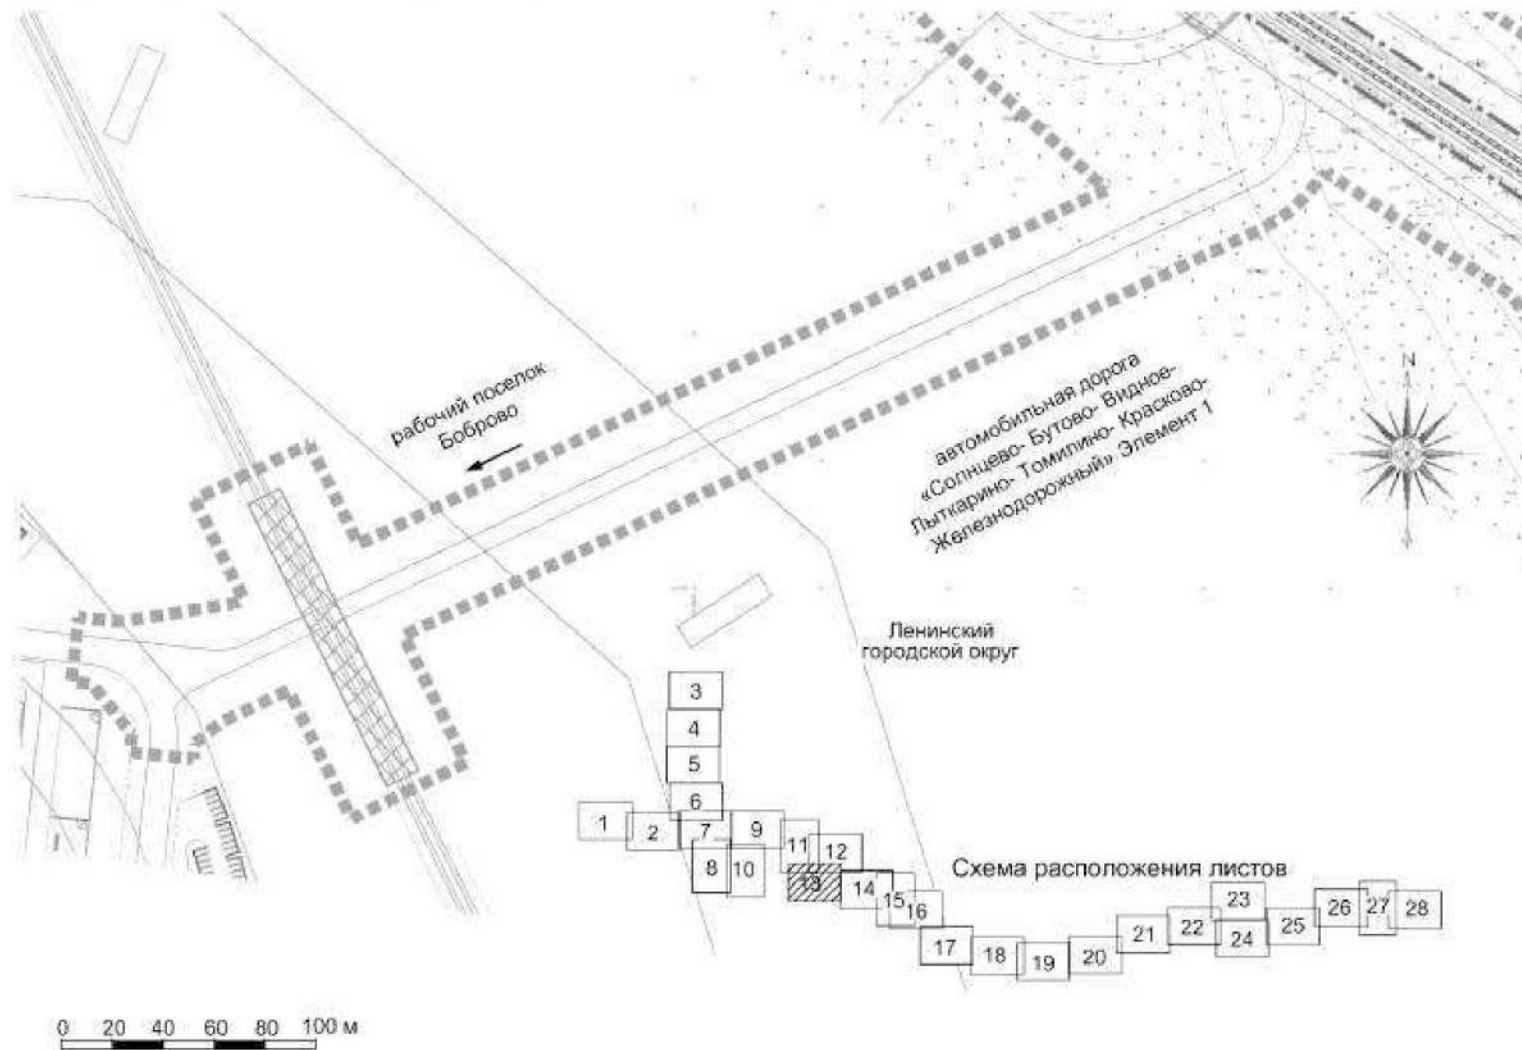 N
рабочий поселок
Боброво
автомобильная дорога
«Солнцево- Бутово- Видное-
Лыткарино- Томилино- Красково-
Железнодорожный» Элемент 1
Ленинский
городской округ
3
4
5
6
1 2 7 9
11 12
8 10
13 14
15 16
Схема расположения листов
17 18 19 20 21 22 23 24 25 26 27 28
0 20 40 60 80 100 м